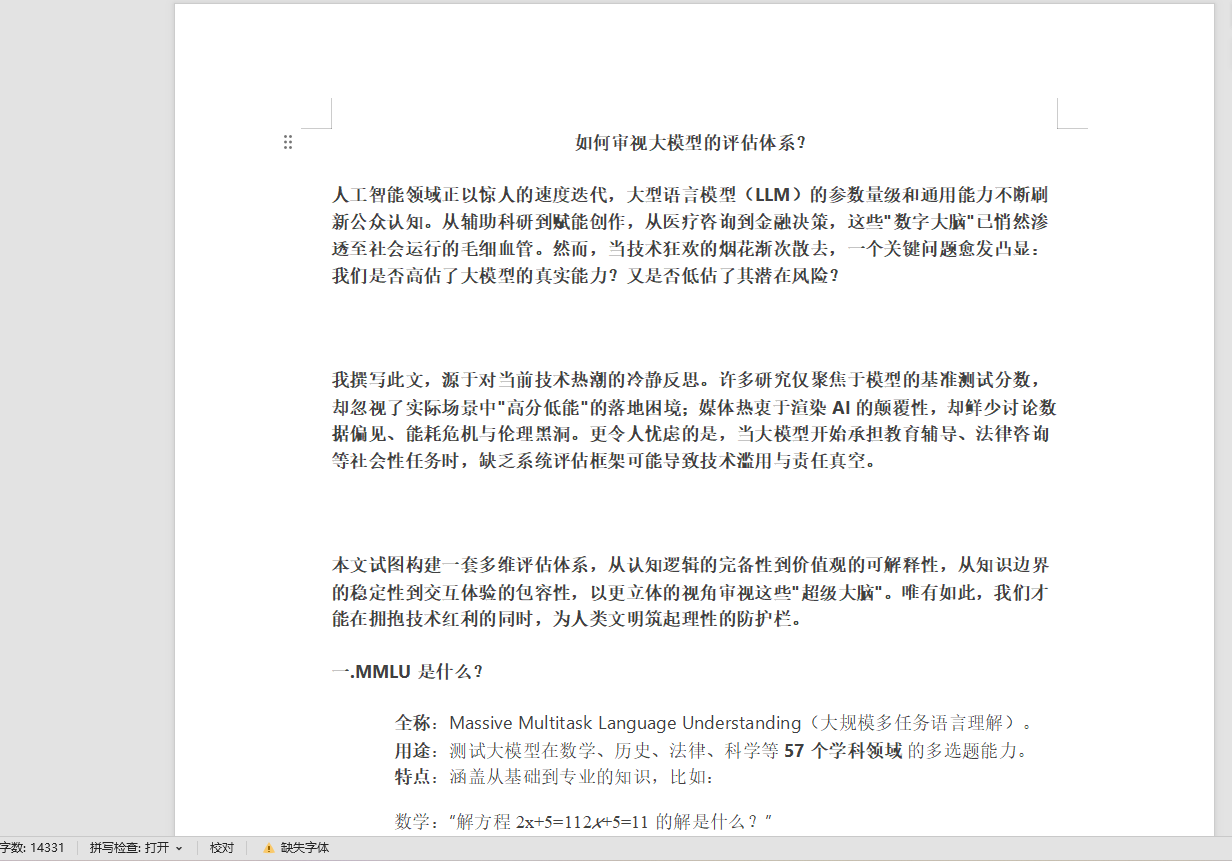 如何审视大模型的评估体系？
人工智能领域正以惊人的速度迭代，大型语言模型（LLM）的参数量级和通用能力不断刷
新公众认知。从辅助科研到赋能创作，从医疗咨询到金融决策，这些"数字大脑"已悄然渗
透至社会运行的毛细血管。然而，当技术狂欢的烟花渐次散去，一个关键问题愈发凸显：
我们是否高估了大模型的真实能力？又是否低估了其潜在风险？
我撰写此文，源于对当前技术热潮的冷静反思。许多研究仅聚焦于模型的基准测试分数，
却忽视了实际场景中"高分低能"的落地困境；媒体热衷于渲染 AI 的颠覆性，却鲜少讨论数
据偏见、能耗危机与伦理黑洞。更令人忧虑的是，当大模型开始承担教育辅导、法律咨询
等社会性任务时，缺乏系统评估框架可能导致技术滥用与责任真空。
本文试图构建一套多维评估体系，从认知逻辑的完备性到价值观的可解释性，从知识边界
的稳定性到交互体验的包容性，以更立体的视角审视这些"超级大脑"。唯有如此，我们才
能在拥抱技术红利的同时，为人类文明筑起理性的防护栏。
一.MMLU 是什么？
全称：Massive Multitask Language Understanding（大规模多任务语言理解）。
用途：测试大模型在数学、历史、法律、科学等 57 个学科领域 的多选题能力。
特点：涵盖从基础到专业的知识，比如：
数学：“解方程 2x+5=112𝑥+5=11 的解是什么？”
字数: 14331 拼写检查: 打开 校对 缺失字体